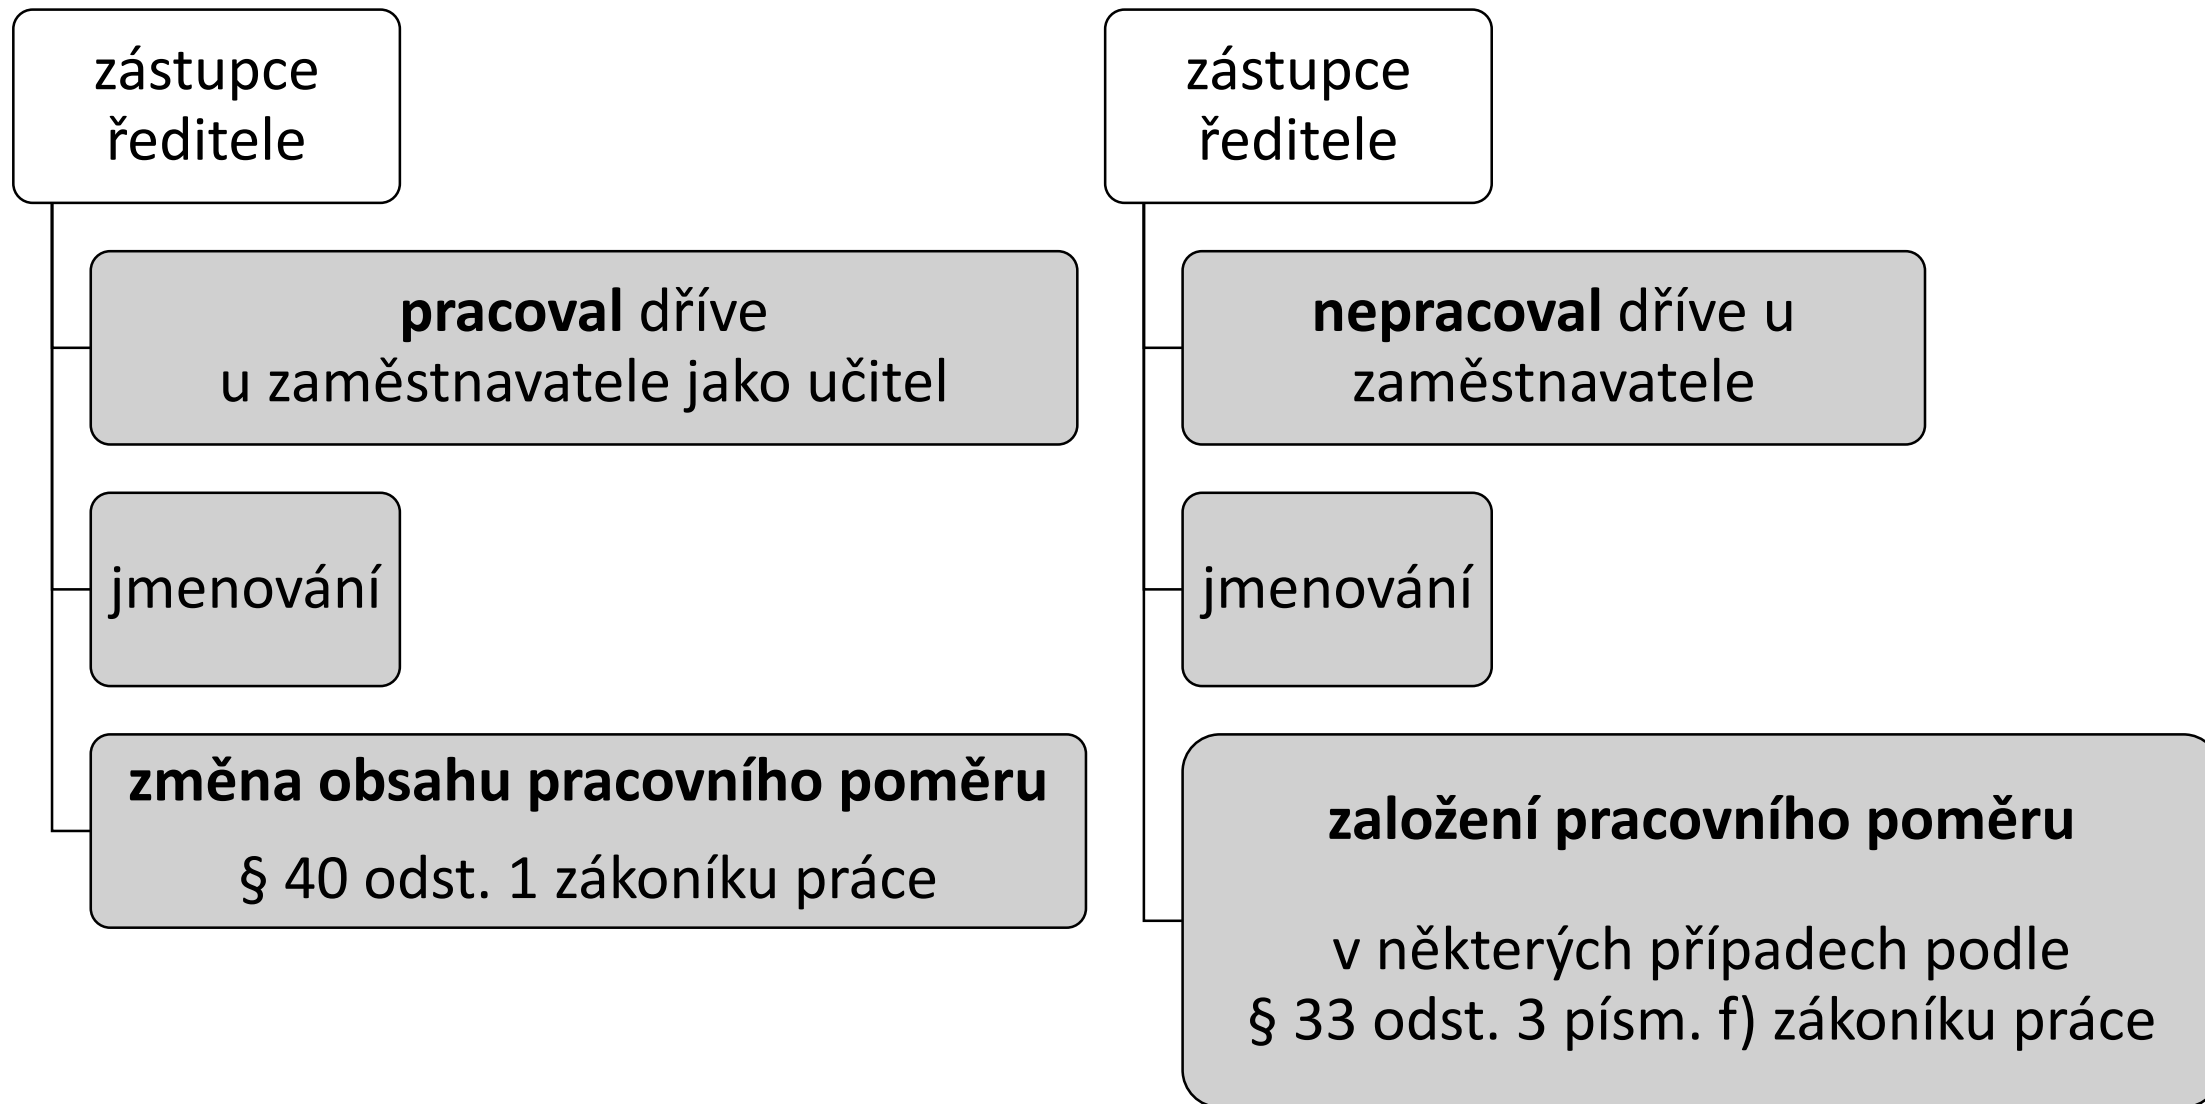 zástupce
ředitele
pracoval dříve
u zaměstnavatele jako učitel
jmenování
změna obsahu pracovního poměru
§ 40 odst. 1 zákoníku práce
zástupce
ředitele
nepracoval dříve u
zaměstnavatele
jmenování
založení pracovního poměru
v některých případech podle
§ 33 odst. 3 písm. f) zákoníku práce